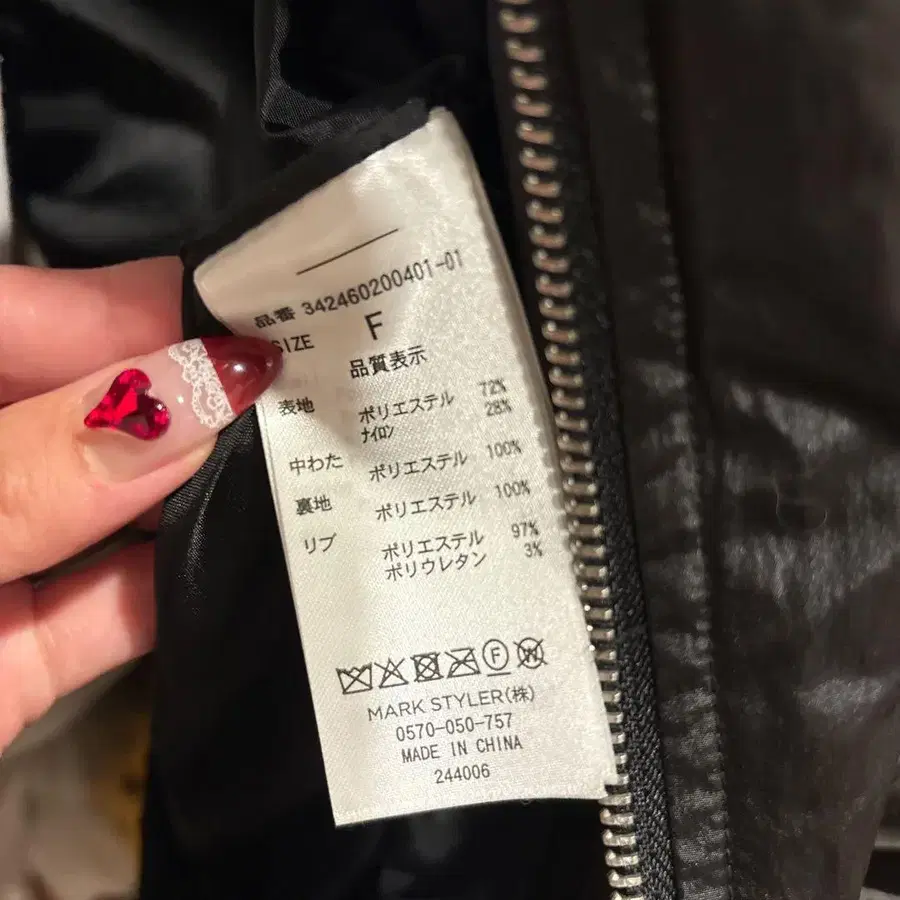 品番 342460200401-01
SIZE F
品質表示
表地 ポリエステル 72%
ナイロン 28%
中わた ポリエステル 100%
裏地 ポリエステル 100%
リブ ポリエステル 97%
ポリウレタン 3%
F W
MARK STYLER(株)
0570-050-757
MADE IN CHINA
244006